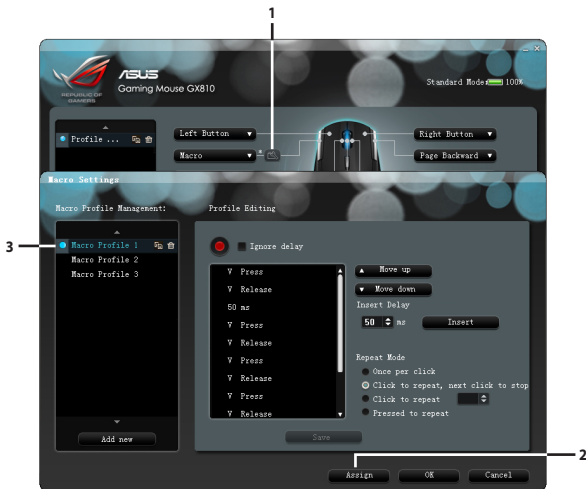 1
REPUBLIC OF
GAMERS
ASUS
Gaming Mouse GX810
Standard Mode: 100%
Profile ...
Left Button
Right Button
Macro
Page Backward
Macro Settings
Macro Profile Management:
Profile Editing
3
Macro Profile 1
Macro Profile 2
Macro Profile 3
Add new
Ignore delay
V Press
V Release
50 ms
V Press
V Release
V Press
V Release
V Press
V Release
Move up
Move down
Insert Delay
50 ms Insert
Repeat Mode
Once per click
Click to repeat, next click to stop
Click to repeat
Pressed to repeat
Save
2
Assign OK Cancel